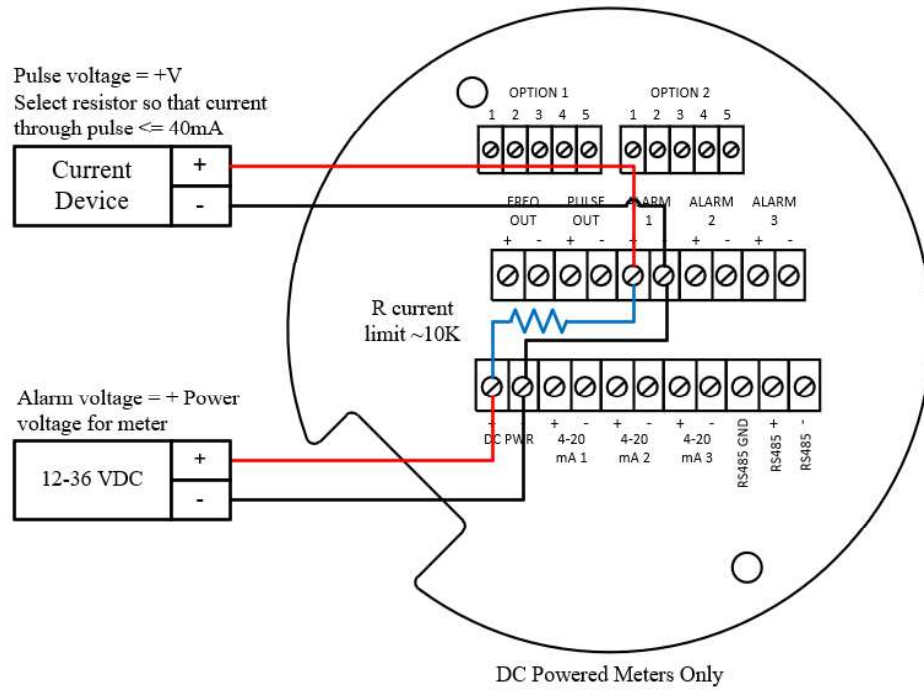 Pulse voltage = +V
Select resistor so that current
through pulse <= 40mA
Current
Device
+
-
OPTION 1
OPTION 2
1 2 3 4 5
1 2 3 4 5
FREQ
OUT
PULSE
OUT
ALARM
1
ALARM
2
ALARM
3
+ - + - + - + - + -
R current
limit ~10K
Alarm voltage = + Power
voltage for meter
12-36 VDC
+
-
+ + - + - + -
DC PWR
4-20
mA 1
4-20
mA 2
4-20
mA 3
RS485 GND
+
RS485
-
RS485
DC Powered Meters Only